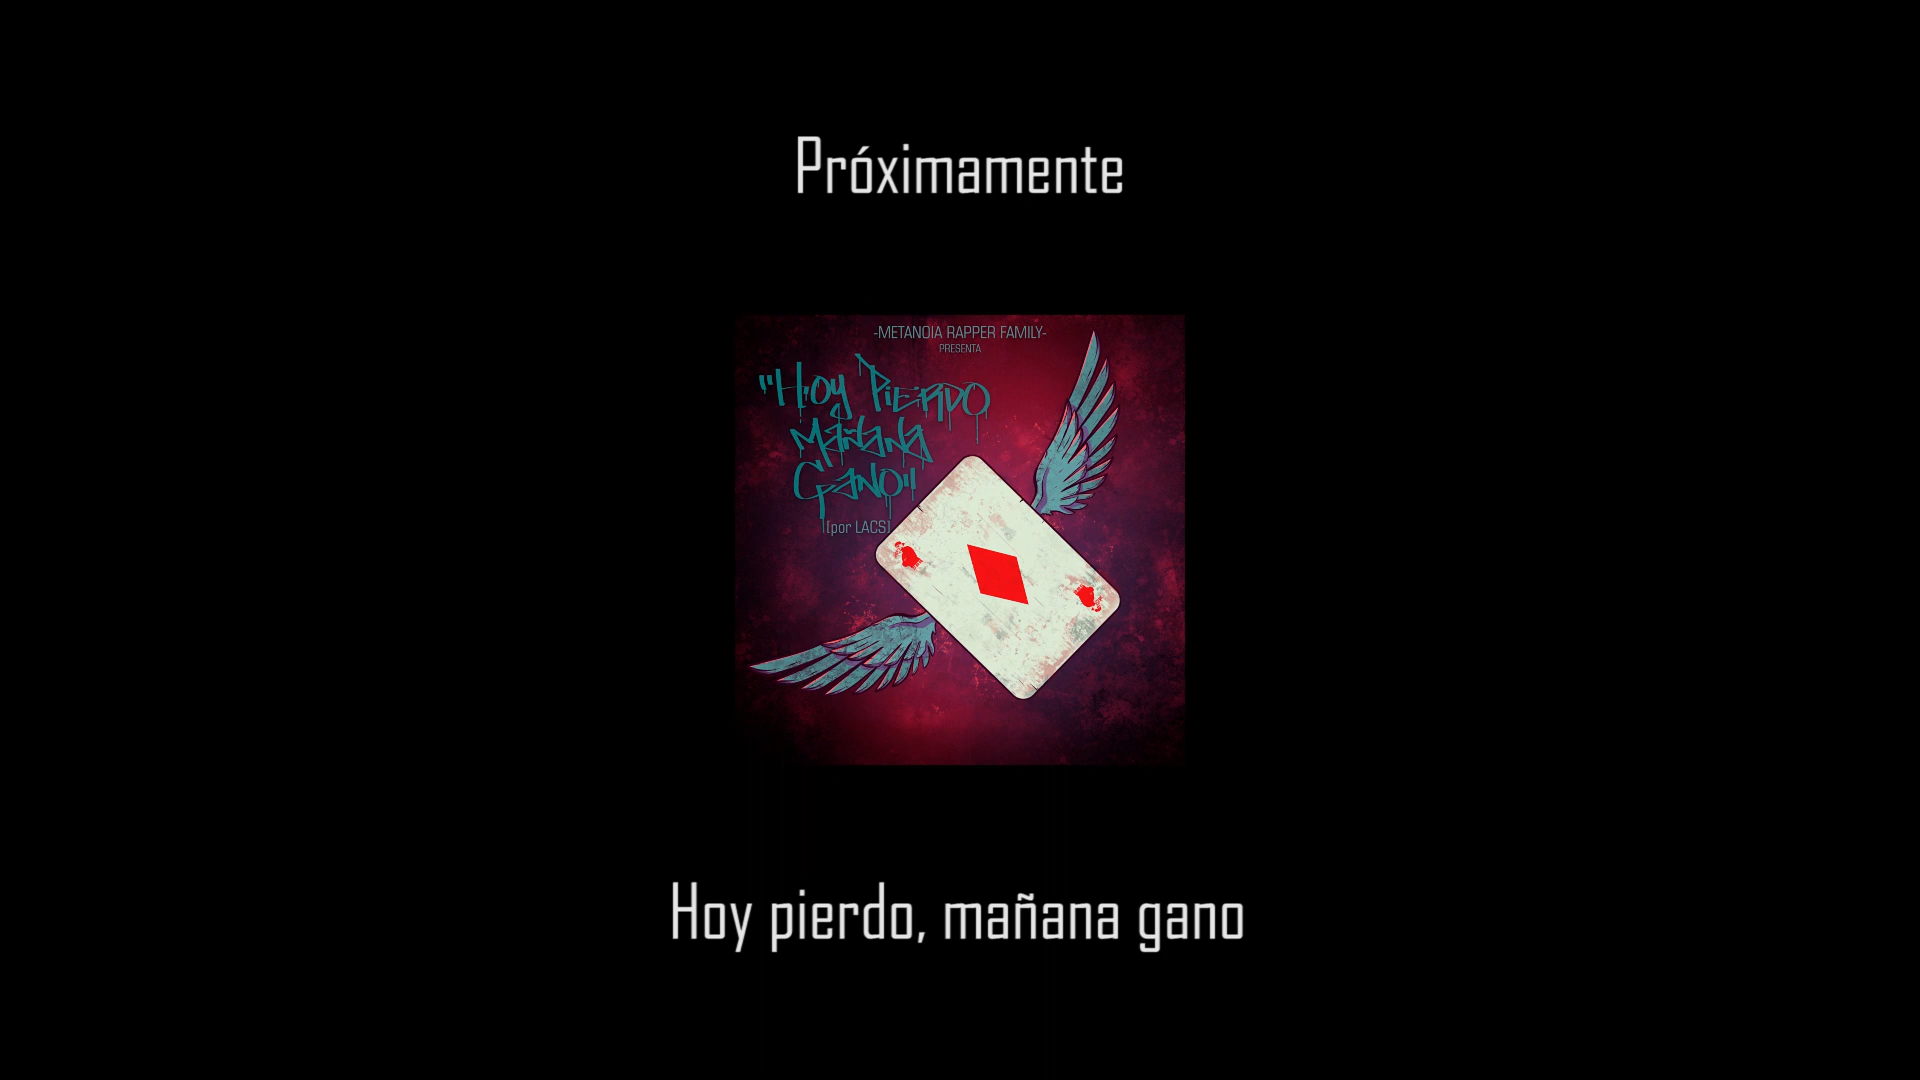 Próximamente
-METANOIA RAPPER FAMILY-
PRESENTA
"Hoy Pierdo
Mañana
Gano"
[por LACS]
Hoy pierdo, mañana gano